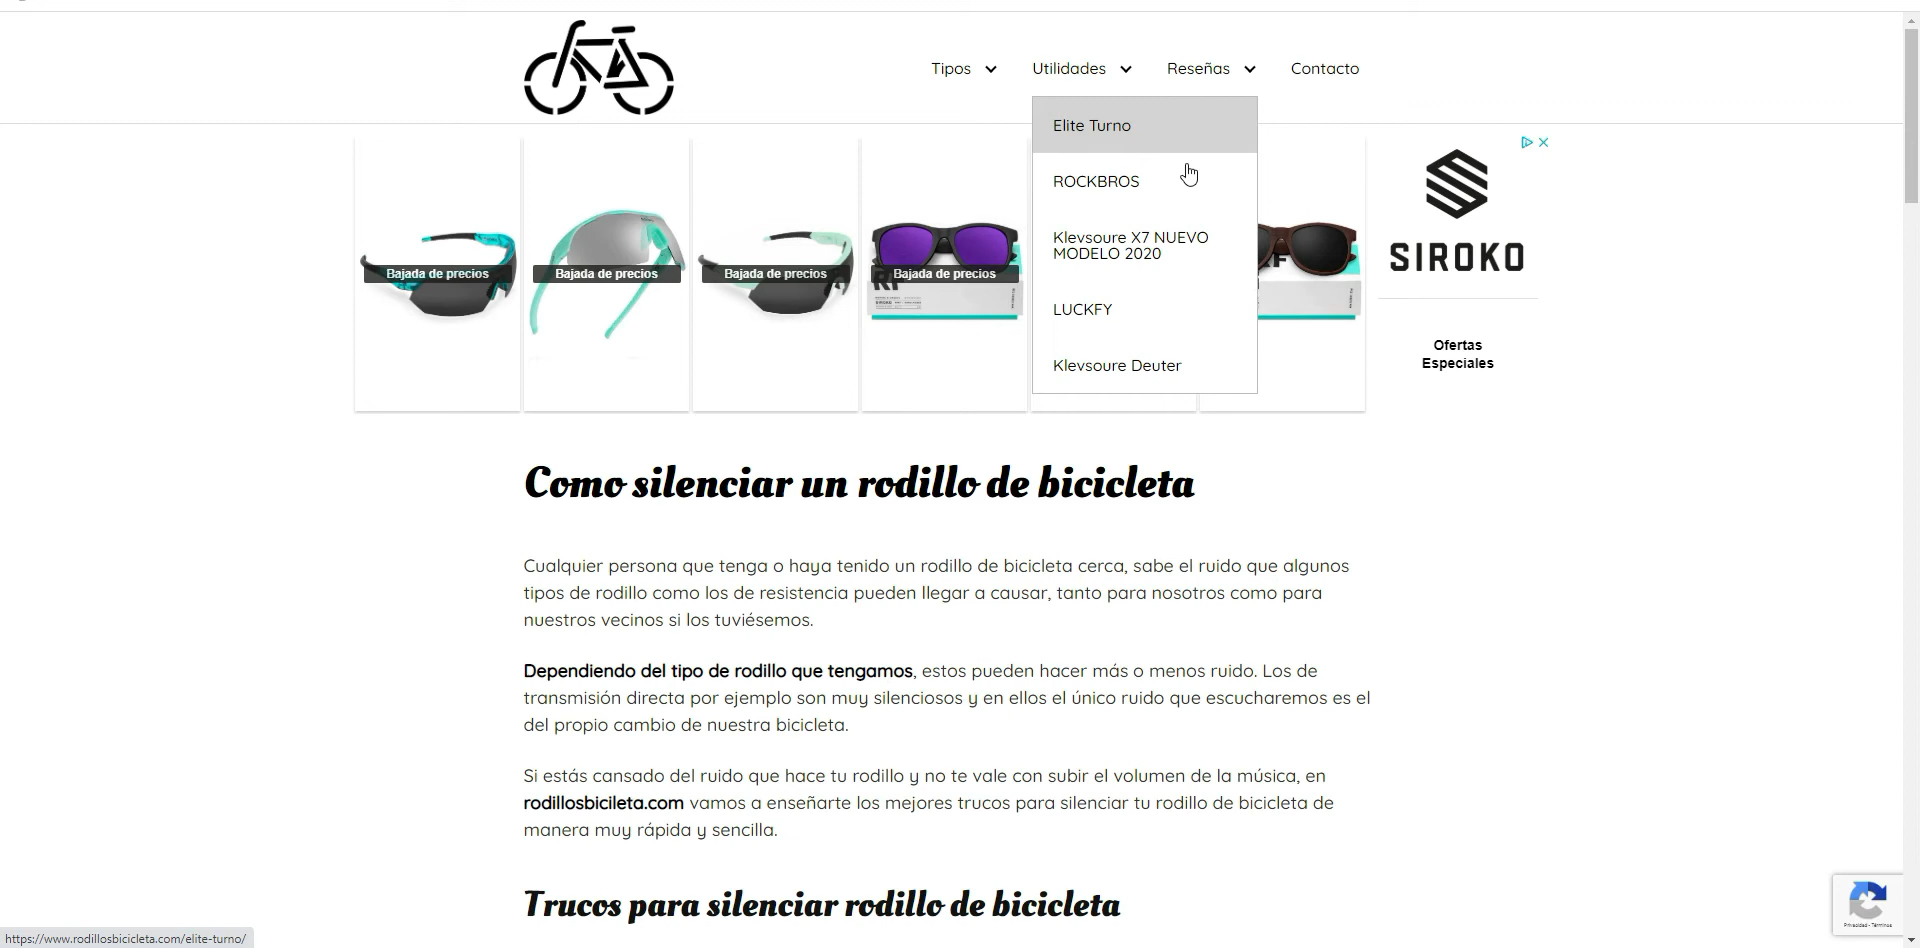 Tipos
Utilidades
Reseñas
Contacto
Elite Turno
ROCKBROS
Klevsoure X7 NUEVO
MODELO 2020
LUCKFY
Klevsoure Deuter
Bajada de precios
Bajada de precios
Bajada de precios
Bajada de precios
SIROKO
Ofertas
Especiales
Como silenciar un rodillo de bicicleta
Cualquier persona que tenga o haya tenido un rodillo de bicicleta cerca, sabe el ruido que algunos
tipos de rodillo como los de resistencia pueden llegar a causar, tanto para nosotros como para
nuestros vecinos si los tuviésemos.
Dependiendo del tipo de rodillo que tengamos, estos pueden hacer más o menos ruido. Los de
transmisión directa por ejemplo son muy silenciosos y en ellos el único ruido que escucharemos es el
del propio cambio de nuestra bicicleta.
Si estás cansado del ruido que hace tu rodillo y no te vale con subir el volumen de la música, en
rodillosbicileta.com vamos a enseñarte los mejores trucos para silenciar tu rodillo de bicicleta de
manera muy rápida y sencilla.
Trucos para silenciar rodillo de bicicleta
Privacidad - Términos
https://www.rodillosbicicleta.com/elite-turno/